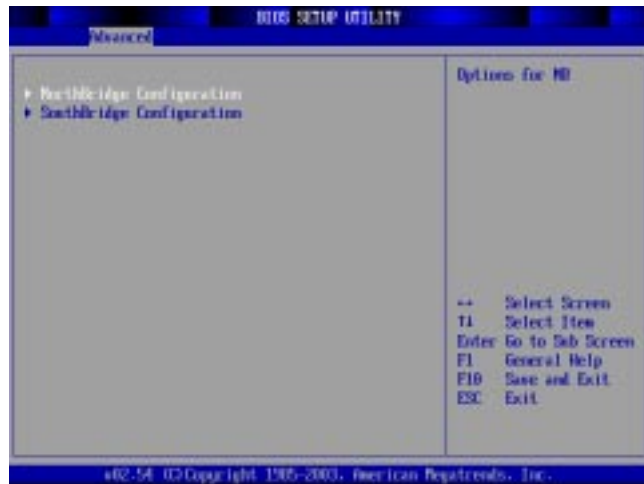 BIOS SETUP UTILITY
Advanced
NorthBridge Configuration
SouthBridge Configuration
Options for NB
↔ Select Screen
↑↓ Select Item
Enter Go to Sub Screen
F1 General Help
F10 Save and Exit
ESC Exit
v02.54 (C)Copyright 1985-2003, American Megatrends, Inc.